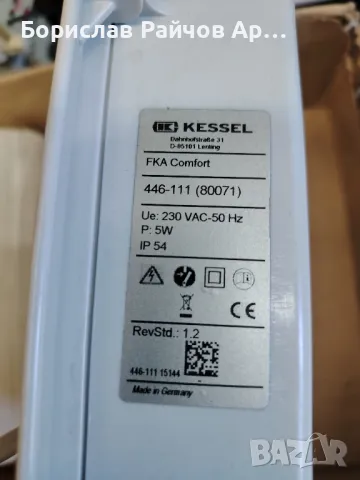 Борислав Райчов Ар...
KESSEL
Bahnhofstraße 31
D-85101 Lenting
FKA Comfort
446-111 (80071)
Ue: 230 VAC-50 Hz
P: 5W
IP 54
CE
RevStd.: 1.2
446-111 15144
Made in Germany
BAZAR